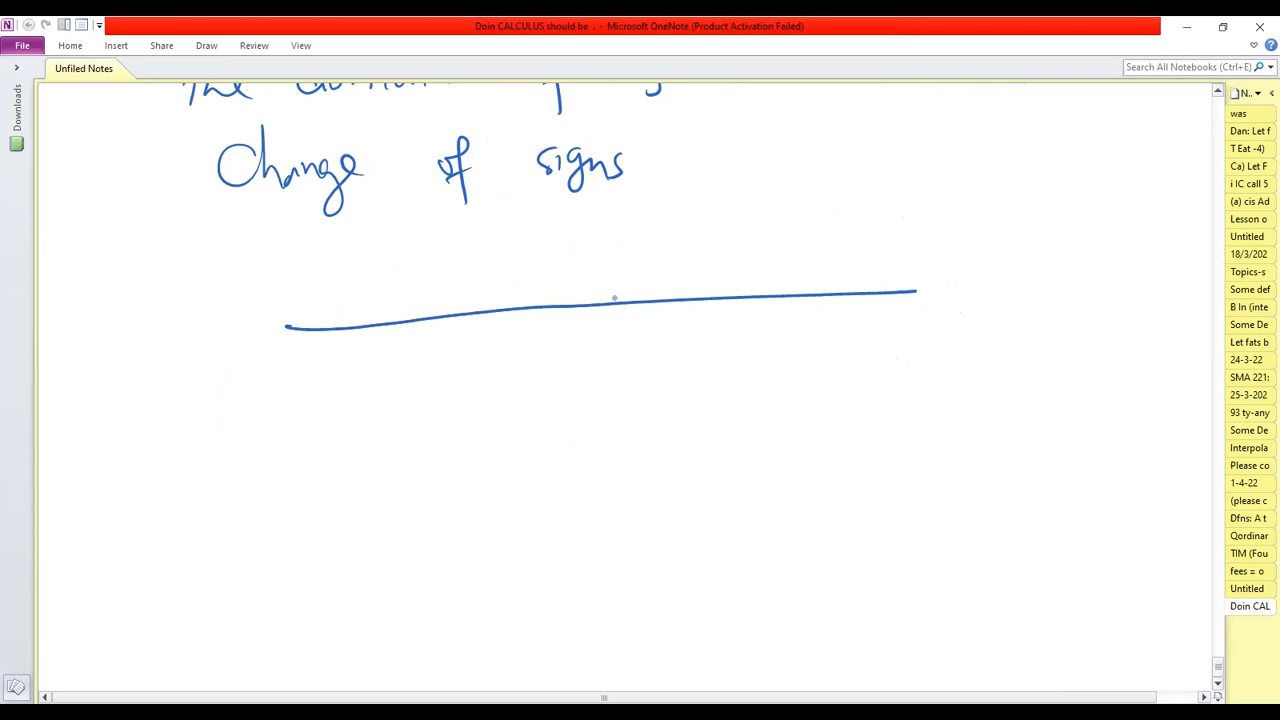 Doin CALCULUS should be . - Microsoft OneNote (Product Activation Failed)
File Home Insert Share Draw Review View
Unfiled Notes
Search All Notebooks (Ctrl+E)
Downloads
The
Change of signs
N..
was
Dan: Let f
T Eat -4)
Ca) Let F
i IC call 5
(a) cis Ad
Lesson o
Untitled
18/3/202
Topics-s
Some def
B In (inte
Some De
Let fats b
24-3-22
SMA 221:
25-3-202
93 ty-any
Some De
Interpola
Please co
1-4-22
(please c
Dfns: A t
Qordinar
TIM (Fou
fees = o
Untitled
Doin CAL